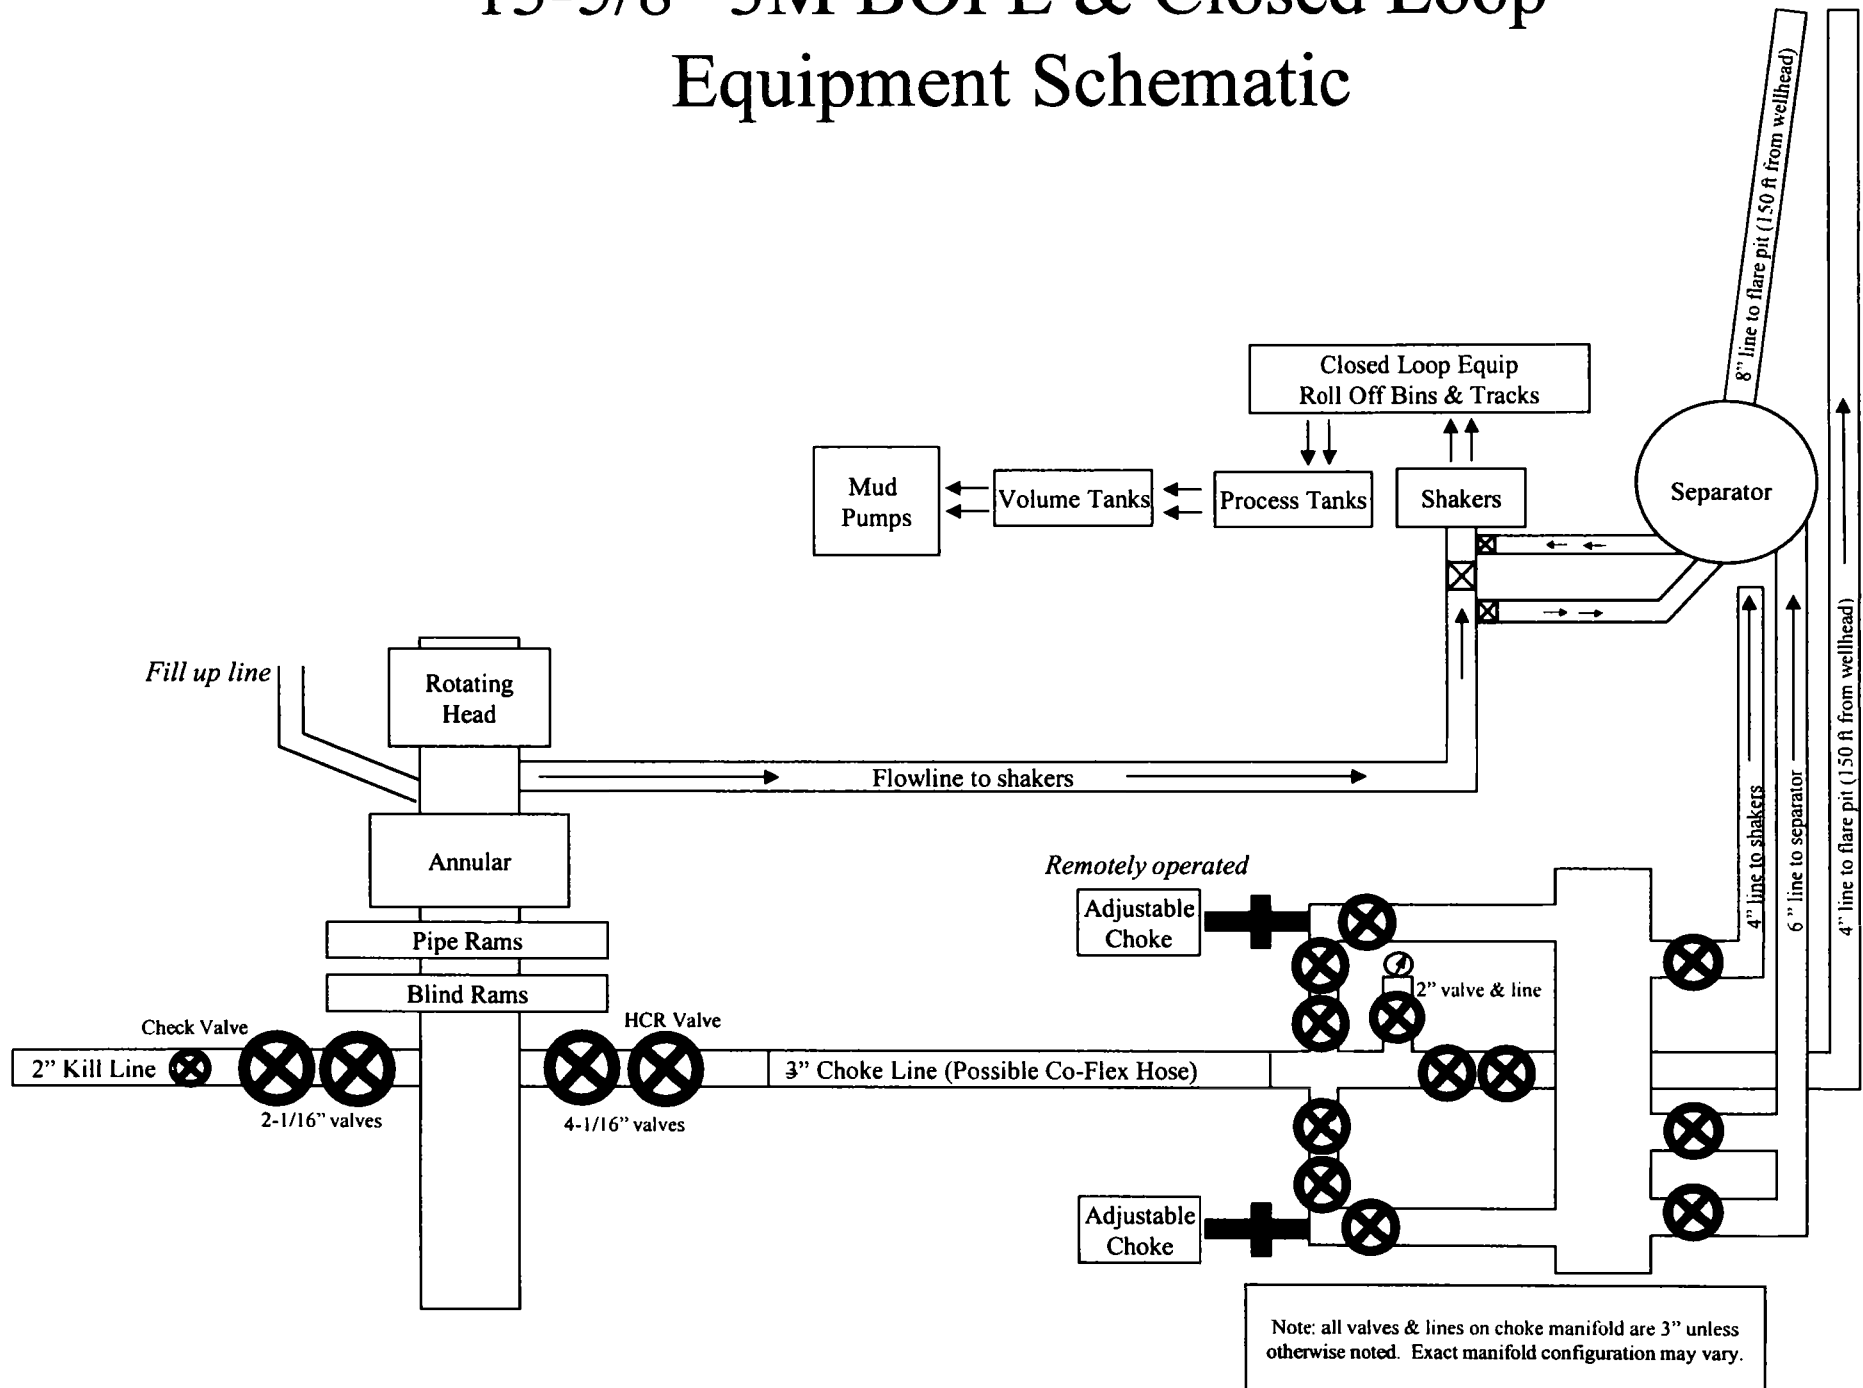 Equipment Schematic
8” line to flare pit (150 ft from wellhead)
Closed Loop Equip
Roll Off Bins & Tracks
Mud
Pumps
Volume Tanks
Process Tanks
Shakers
Separator
Fill up line
Rotating
Head
Flowline to shakers
4” line to shakers
6” line to separator
4” line to flare pit (150 ft from wellhead)
Annular
Remotely operated
Adjustable
Choke
Pipe Rams
Blind Rams
2” valve & line
Check Valve
HCR Valve
2” Kill Line
3” Choke Line (Possible Co-Flex Hose)
2-1/16” valves
4-1/16” valves
Adjustable
Choke
Note: all valves & lines on choke manifold are 3” unless
otherwise noted. Exact manifold configuration may vary.